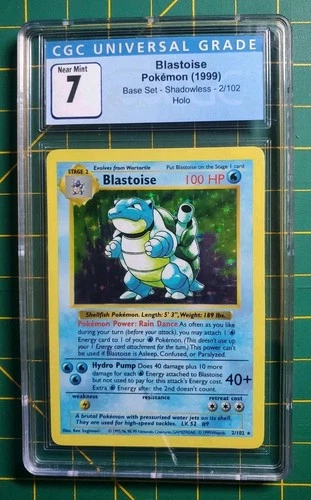 CGC UNIVERSAL GRADE
Near Mint
7
Blastoise
Pokémon (1999)
Base Set - Shadowless - 2/102
Holo
STAGE 2
Evolves from Wartortle
Put Blastoise on the Stage 1 card
Blastoise
100 HP
Shellfish Pokémon. Length: 5' 3", Weight: 189 lbs.
Pokémon Power: Rain Dance As often as you
like during your turn (before your attack), you may attach 1
Energy card to 1 of your Pokémon. (This doesn't use up
your 1 Energy card attachment for the turn.) This power can't
be used if Blastoise is Asleep, Confused, or Paralyzed.
Hydro Pump Does 40 damage plus 10 more
damage for each Energy attached to Blastoise
but not used to pay for this attack's Energy cost.
Extra Energy after the 2nd doesn't count.
40+
weakness
resistance
retreat cost
A brutal Pokémon with pressurized water jets on its shell.
They are used for high-speed tackles. LV. 52 #9
Illus. Ken Sugimori
2/102